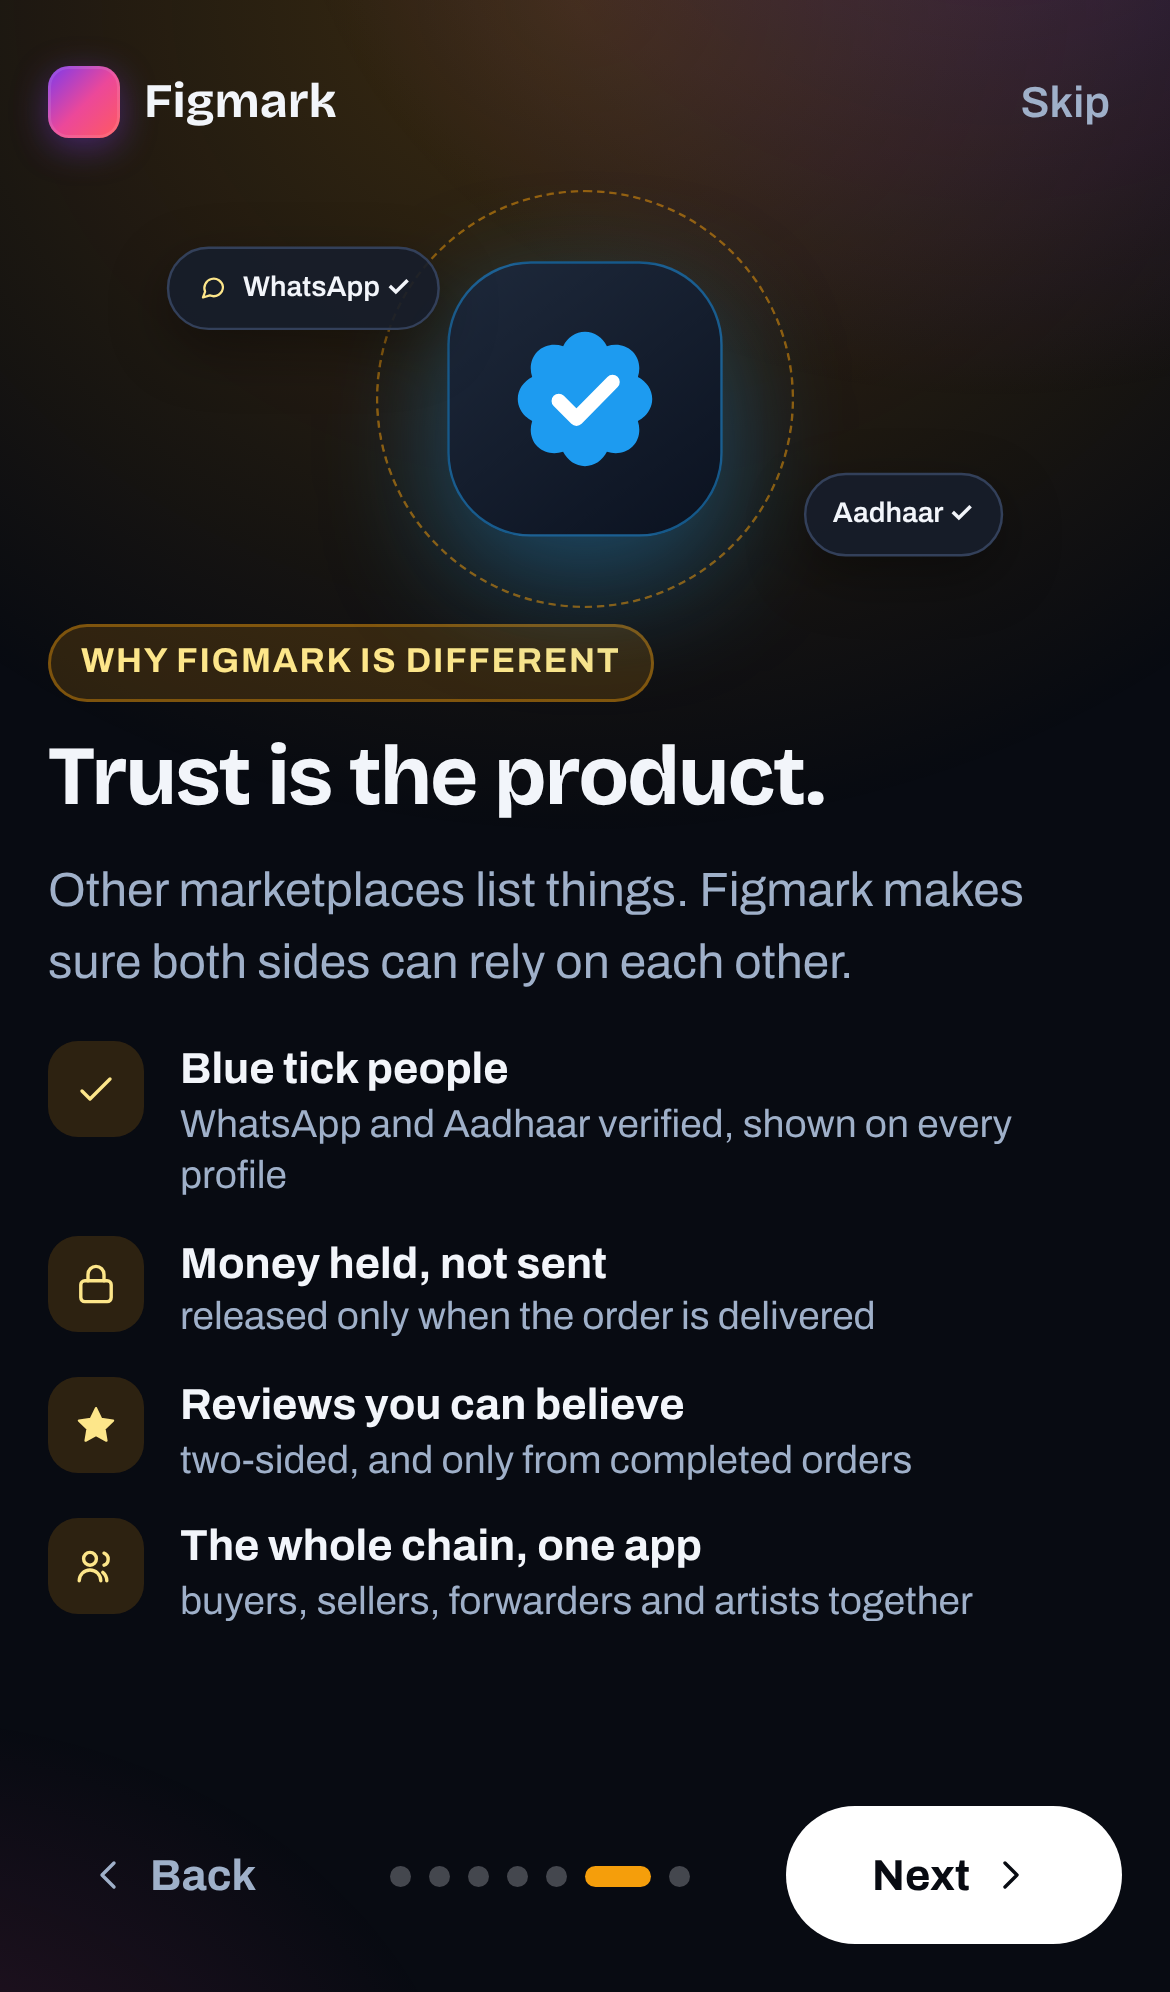 Figmark
Skip
WhatsApp ✓
Aadhaar ✓
WHY FIGMARK IS DIFFERENT
Trust is the product.
Other marketplaces list things. Figmark makes
sure both sides can rely on each other.
Blue tick people
WhatsApp and Aadhaar verified, shown on every
profile
Money held, not sent
released only when the order is delivered
Reviews you can believe
two-sided, and only from completed orders
The whole chain, one app
buyers, sellers, forwarders and artists together
Back
Next